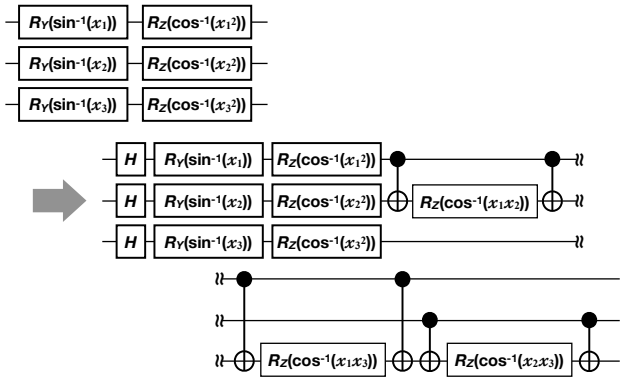 R_Y(sin⁻¹(x₁)) R_Z(cos⁻¹(x₁²))
R_Y(sin⁻¹(x₂)) R_Z(cos⁻¹(x₂²))
R_Y(sin⁻¹(x₃)) R_Z(cos⁻¹(x₃²))
H R_Y(sin⁻¹(x₁)) R_Z(cos⁻¹(x₁²))
H R_Y(sin⁻¹(x₂)) R_Z(cos⁻¹(x₂²)) R_Z(cos⁻¹(x₁x₂))
H R_Y(sin⁻¹(x₃)) R_Z(cos⁻¹(x₃²))
R_Z(cos⁻¹(x₁x₃)) R_Z(cos⁻¹(x₂x₃))